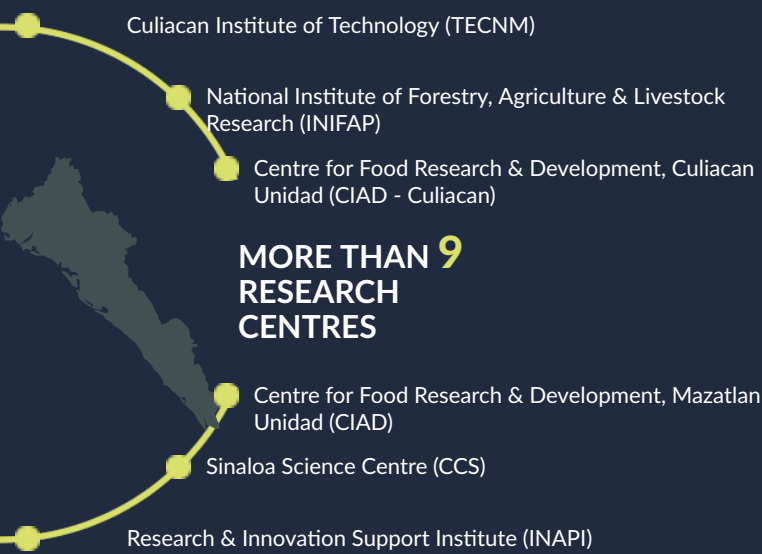 Culiacan Institute of Technology (TECNM)
National Institute of Forestry, Agriculture & Livestock
Research (INIFAP)
Centre for Food Research & Development, Culiacan
Unidad (CIAD - Culiacan)
MORE THAN 9
RESEARCH
CENTRES
Centre for Food Research & Development, Mazatlan
Unidad (CIAD)
Sinaloa Science Centre (CCS)
Research & Innovation Support Institute (INAPI)